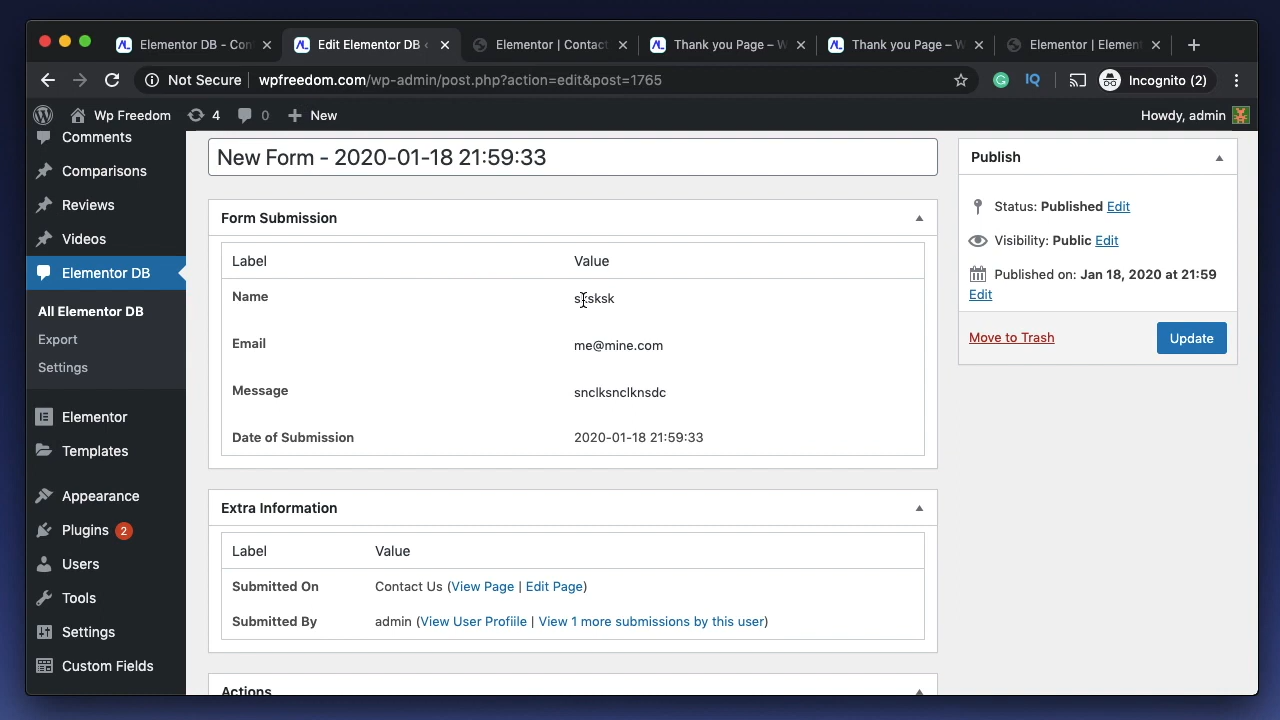 Elementor DB - Con
Edit Elementor DB ‹
Elementor | Contac
Thank you Page – W
Thank you Page – W
Elementor | Element
Not Secure | wpfreedom.com/wp-admin/post.php?action=edit&post=1765
IQ
Incognito (2)
Wp Freedom
4
0
New
Howdy, admin
Comments
Comparisons
Reviews
Videos
Elementor DB
All Elementor DB
Export
Settings
Elementor
Templates
Appearance
Plugins 2
Users
Tools
Settings
Custom Fields
New Form - 2020-01-18 21:59:33
Form Submission
Label Value
Name
Email me@mine.com
Message snclksnclknsdc
Date of Submission 2020-01-18 21:59:33
Extra Information
Label Value
Submitted On Contact Us (View Page | Edit Page)
Submitted By admin (View User Profiile | View 1 more submissions by this user)
Actions
Publish
Status: Published Edit
Visibility: Public Edit
Published on: Jan 18, 2020 at 21:59
Edit
Move to Trash
Update